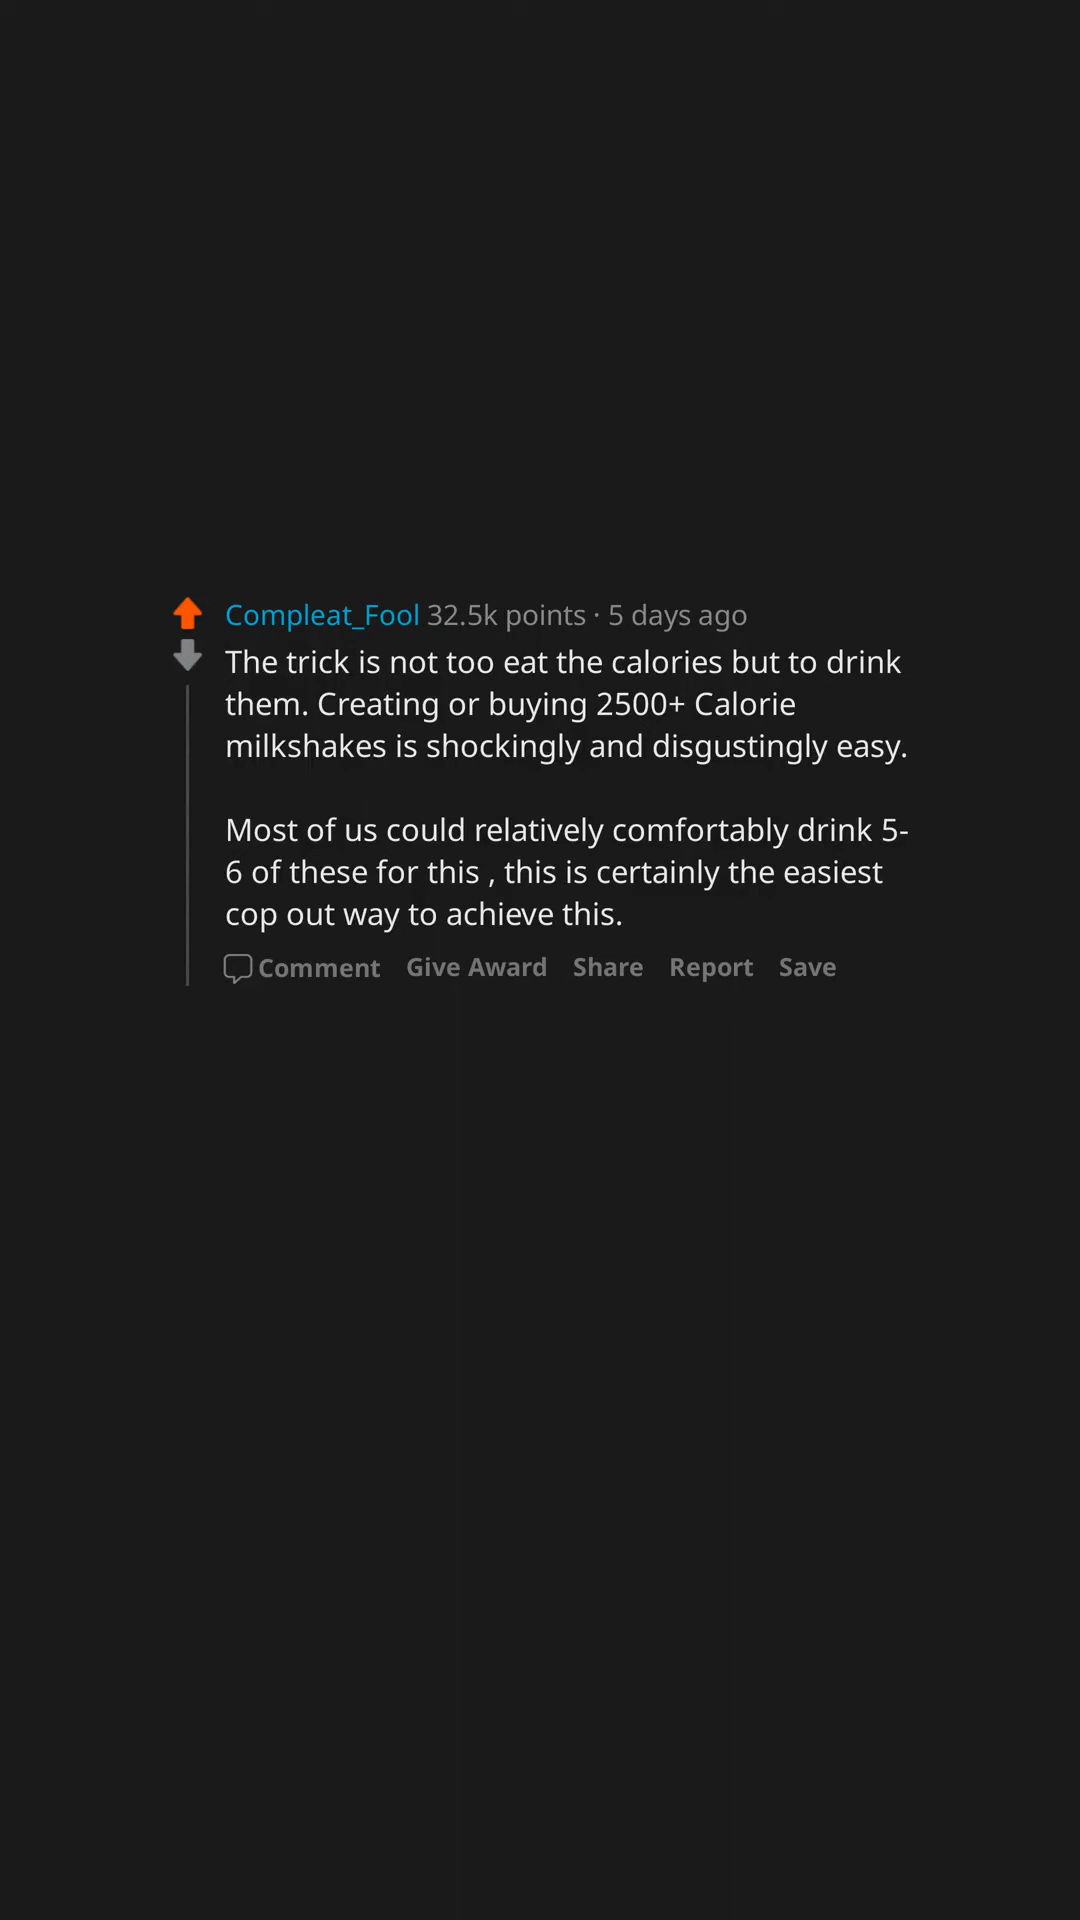 Compleat_Fool 32.5k points · 5 days ago
The trick is not too eat the calories but to drink
them. Creating or buying 2500+ Calorie
milkshakes is shockingly and disgustingly easy.
Most of us could relatively comfortably drink 5-
6 of these for this , this is certainly the easiest
cop out way to achieve this.
Comment Give Award Share Report Save